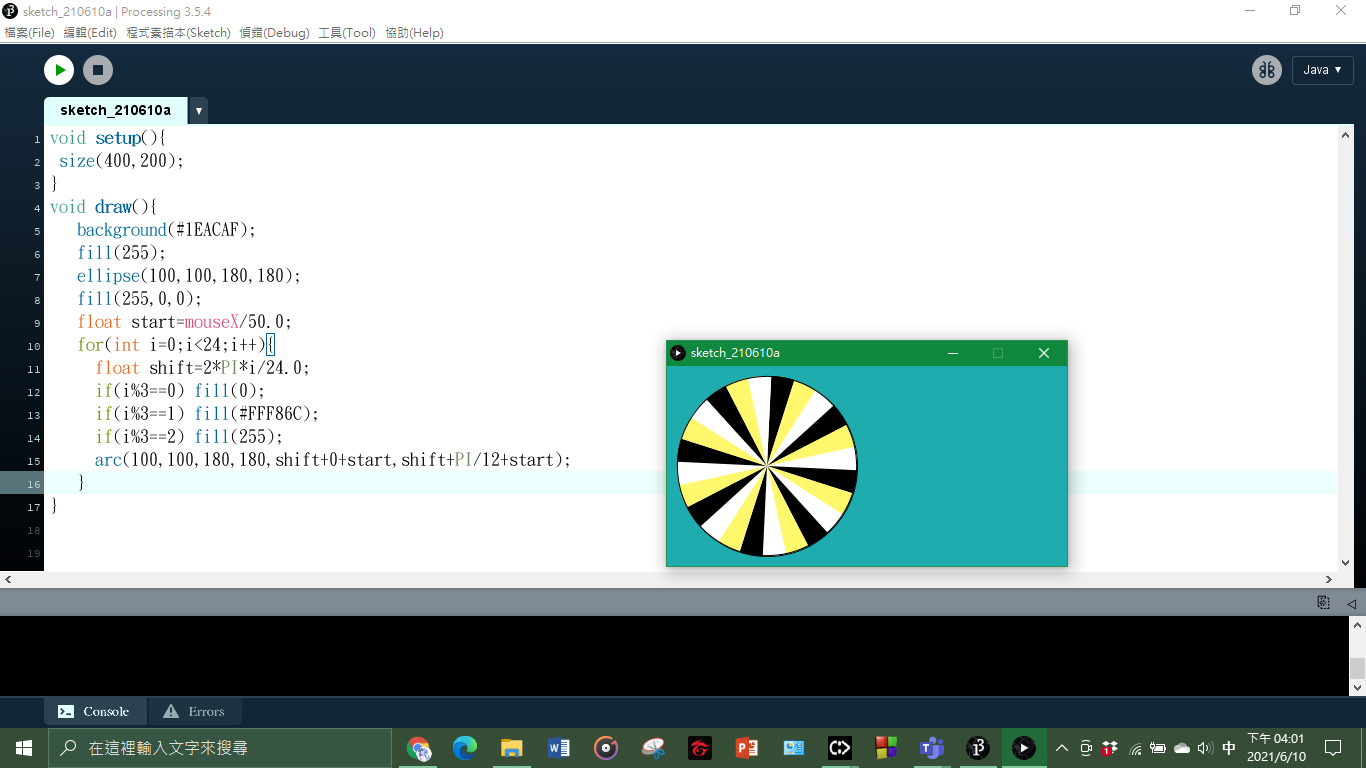 sketch_210610a | Processing 3.5.4
檔案(File) 編輯(Edit) 程式素描本(Sketch) 偵錯(Debug) 工具(Tool) 協助(Help)
Java ▾
sketch_210610a
1 void setup(){
2  size(400,200);
3 }
4 void draw(){
5    background(#1EACAF);
6    fill(255);
7    ellipse(100,100,180,180);
8    fill(255,0,0);
9    float start=mouseX/50.0;
10    for(int i=0;i<24;i++){
11      float shift=2*PI*i/24.0;
12      if(i%3==0) fill(0);
13      if(i%3==1) fill(#FFF86C);
14      if(i%3==2) fill(255);
15      arc(100,100,180,180,shift+0+start,shift+PI/12+start);
16    }
17 }
18
19
sketch_210610a
Console Errors
在這裡輸入文字來搜尋
中
下午 04:01
2021/6/10